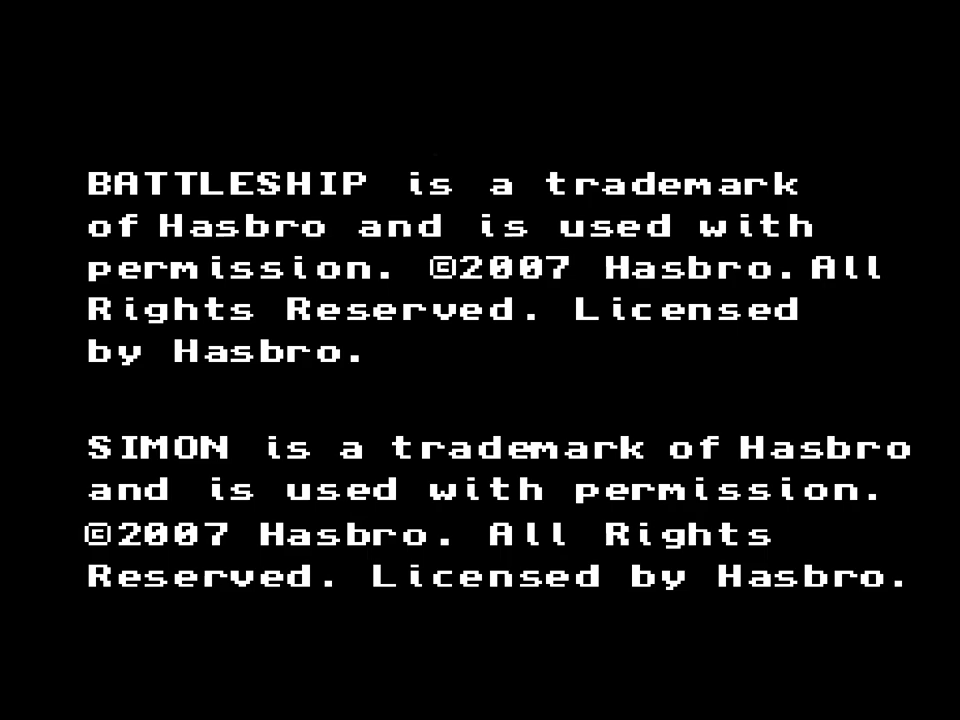 BATTLESHIP is a trademark
of Hasbro and is used with
permission. ©2007 Hasbro. All
Rights Reserved. Licensed
by Hasbro.
SIMON is a trademark of Hasbro
and is used with permission.
©2007 Hasbro. All Rights
Reserved. Licensed by Hasbro.